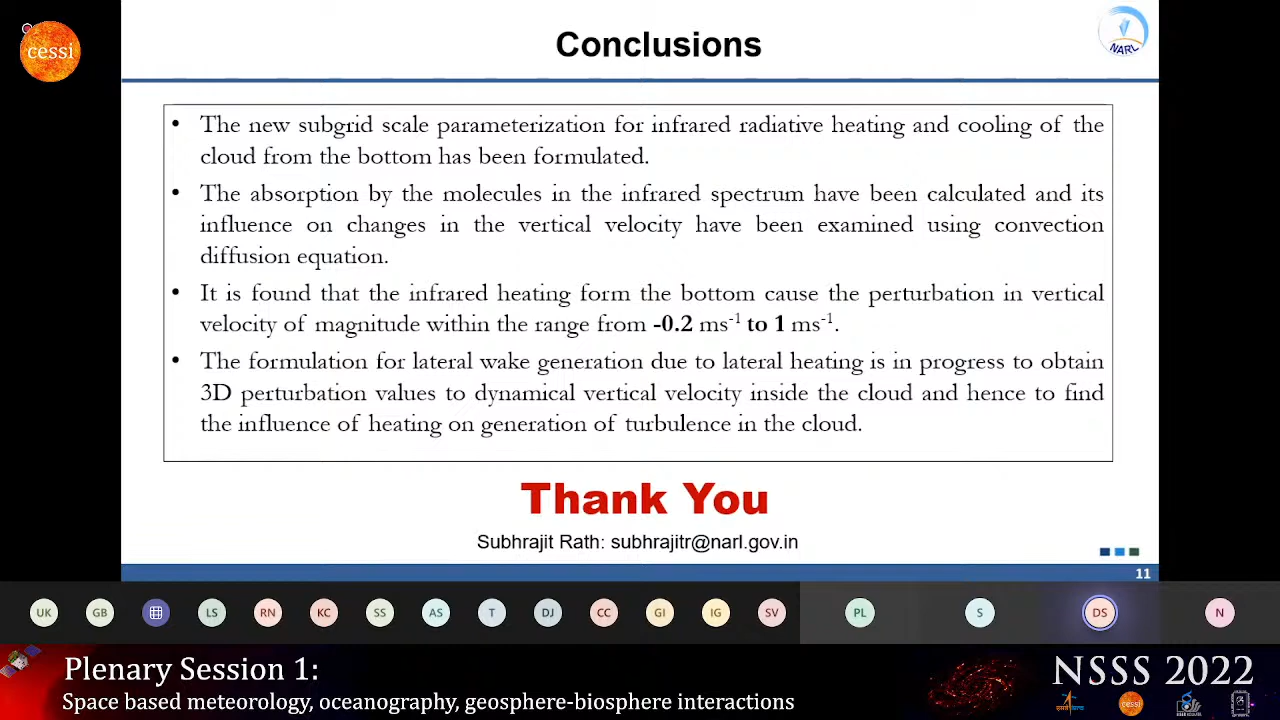 cessi
Conclusions
NARL
• The new subgrid scale parameterization for infrared radiative heating and cooling of the
cloud from the bottom has been formulated.
• The absorption by the molecules in the infrared spectrum have been calculated and its
influence on changes in the vertical velocity have been examined using convection
diffusion equation.
• It is found that the infrared heating form the bottom cause the perturbation in vertical
velocity of magnitude within the range from -0.2 ms-1 to 1 ms-1.
• The formulation for lateral wake generation due to lateral heating is in progress to obtain
3D perturbation values to dynamical vertical velocity inside the cloud and hence to find
the influence of heating on generation of turbulence in the cloud.
Thank You
Subhrajit Rath: subhrajitr@narl.gov.in
11
UK GB LS RN KC SS AS T DJ CC GI IG SV PL S DS N
Plenary Session 1:
Space based meteorology, oceanography, geosphere-biosphere interactions
NSSS 2022
cessi